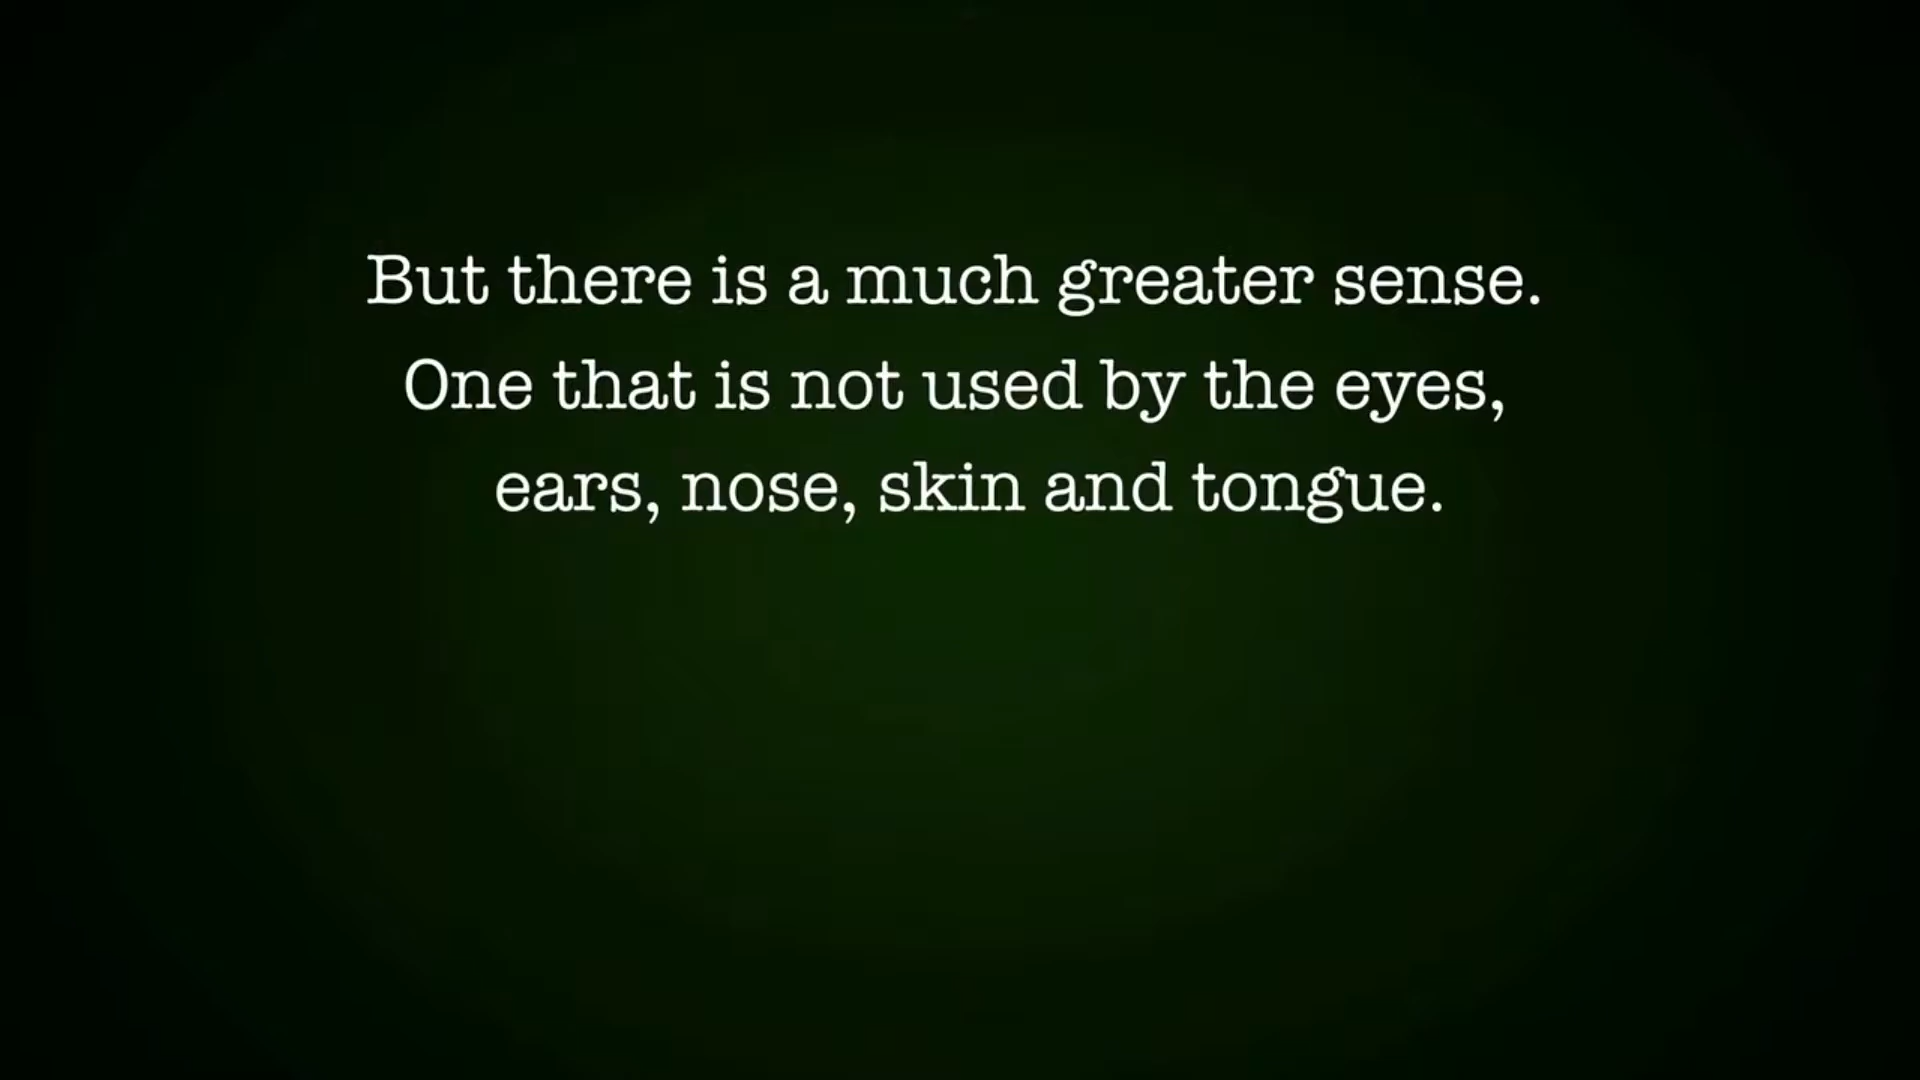 But there is a much greater sense.
One that is not used by the eyes,
ears, nose, skin and tongue.